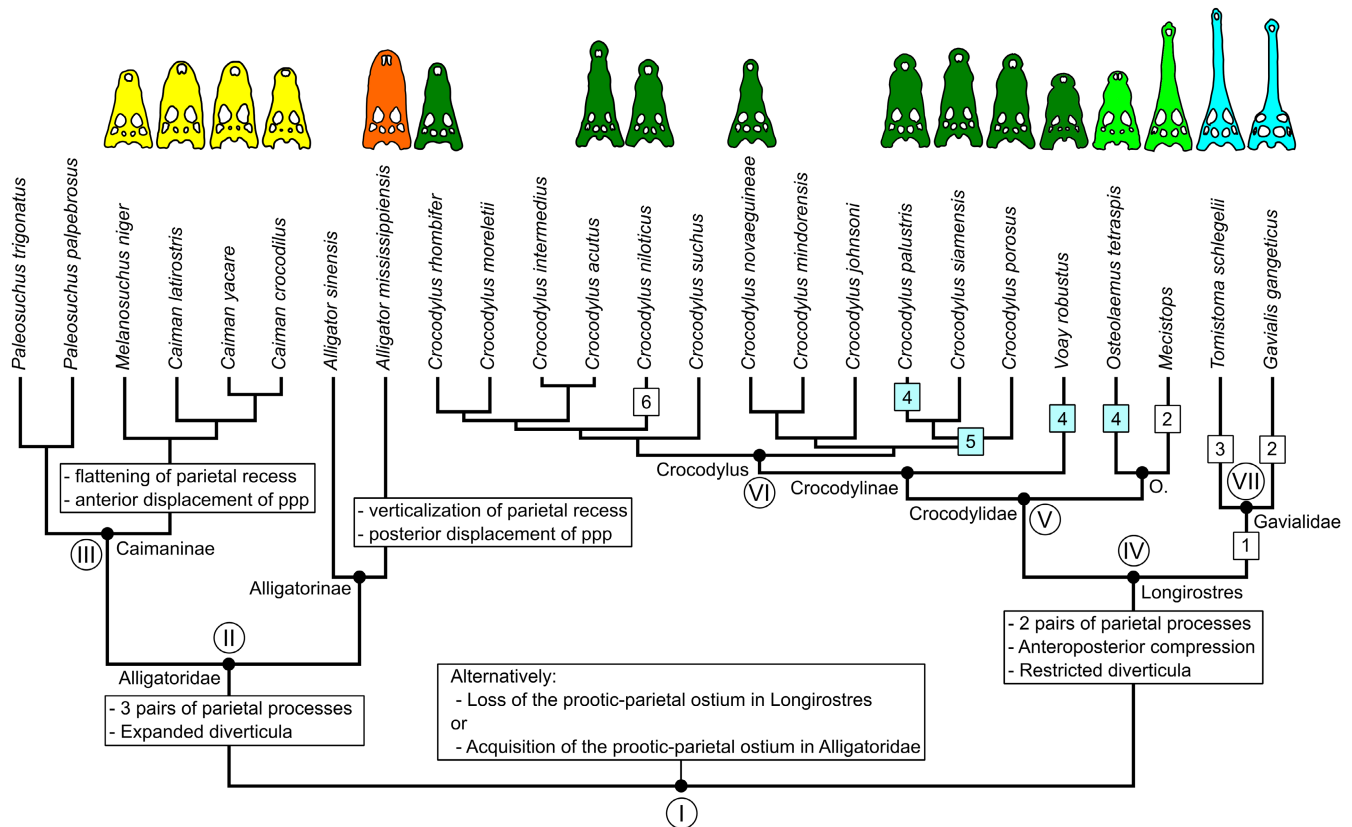 Paleosuchus trigonatus
Paleosuchus palpebrosus
Melanosuchus niger
Caiman latirostris
Caiman yacare
Caiman crocodilus
Alligator sinensis
Alligator mississippiensis
Crocodylus rhombifer
Crocodylus moreletii
Crocodylus intermedius
Crocodylus acutus
Crocodylus niloticus
Crocodylus suchus
Crocodylus novaeguineae
Crocodylus mindorensis
Crocodylus johnsoni
Crocodylus palustris
Crocodylus siamensis
Crocodylus porosus
Voay robustus
Osteolaemus tetraspis
Mecistops
Tomistoma schlegelii
Gavialis gangeticus
6
4
5
4
4
2
3
2
1
- flattening of parietal recess
- anterior displacement of ppp
- verticalization of parietal recess
- posterior displacement of ppp
Crocodylus
VI
Crocodylinae
O.
Crocodylidae
V
VII
Gavialidae
III
Caimaninae
Alligatorinae
IV
Longirostres
- 2 pairs of parietal processes
- Anteroposterior compression
- Restricted diverticula
II
Alligatoridae
- 3 pairs of parietal processes
- Expanded diverticula
Alternatively:
- Loss of the prootic-parietal ostium in Longirostres
or
- Acquisition of the prootic-parietal ostium in Alligatoridae
I